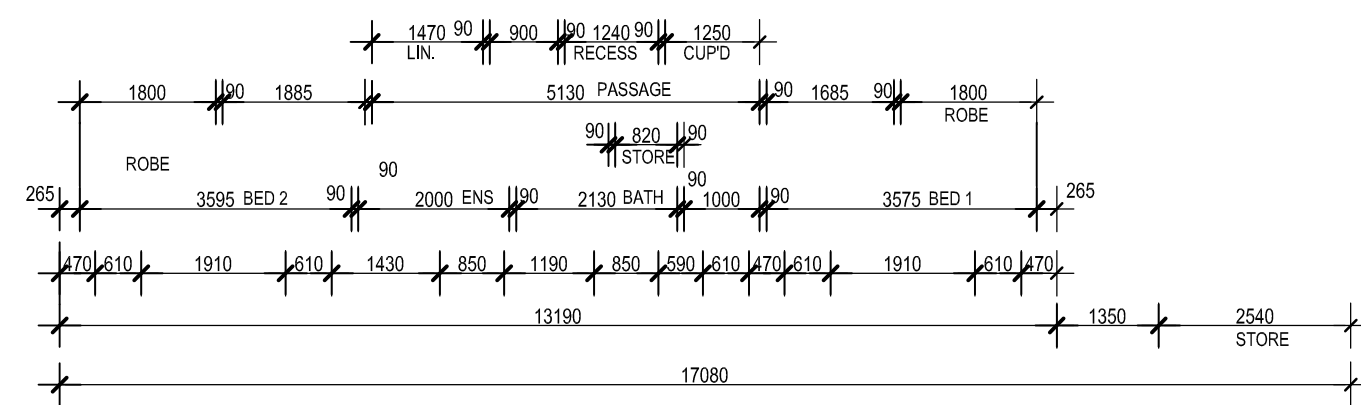 1470 90 900 90 1240 90 1250
LIN. RECESS CUP'D
1800 90 1885 5130 PASSAGE 90 1685 90 1800
ROBE
90 820 90
STORE
ROBE
90
265 3595 BED 2 90 2000 ENS 90 2130 BATH 90 1000 90 3575 BED 1 265
470 610 1910 610 1430 850 1190 850 590 610 470 610 1910 610 470
13190 1350 2540
STORE
17080